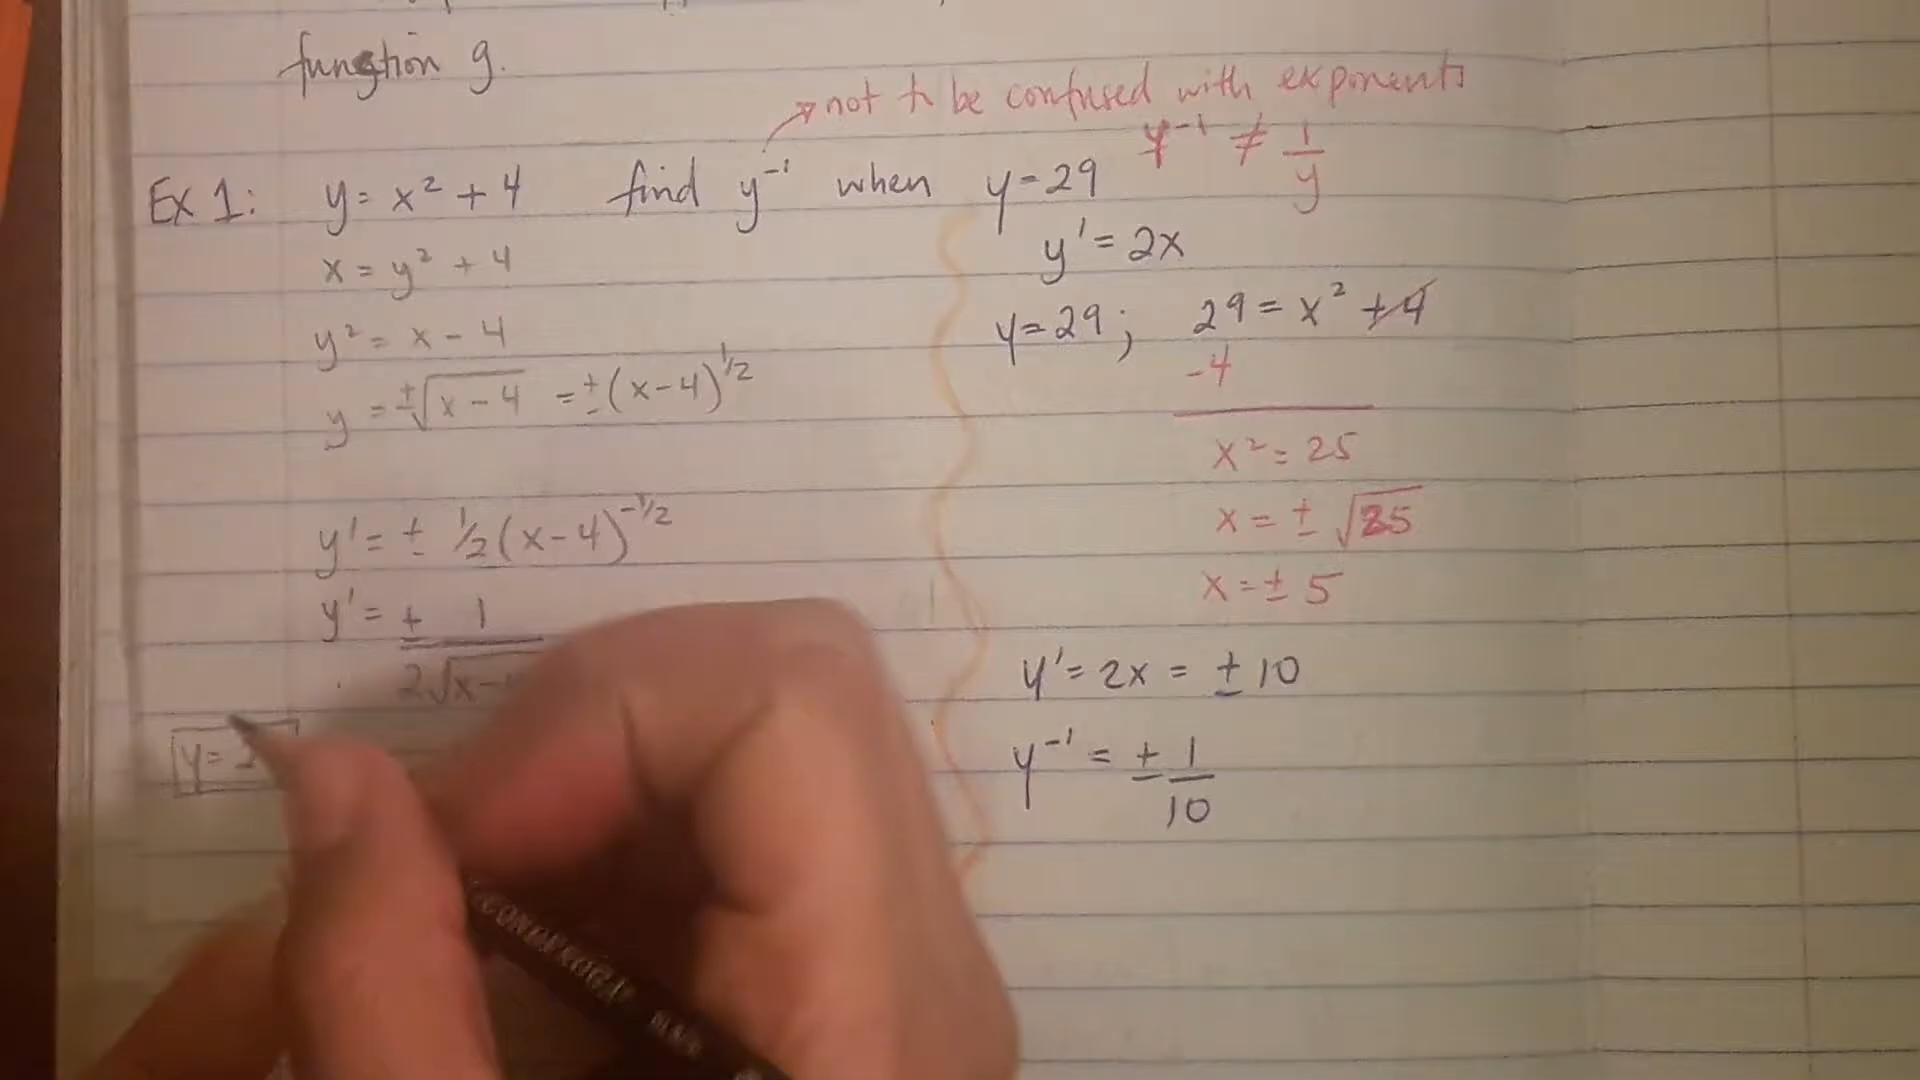 function g.
not to be confused with exponents
y⁻¹ ≠ 1/y
Ex 1: y = x² + 4 find y⁻¹ when y = 29
x = y² + 4
y² = x - 4
y = ±√(x - 4) = ±(x-4)^1/2
y' = ± 1/2 (x-4)^-1/2
y' = ± 1 / 2√x-
y =
y' = 2x
y = 29; 29 = x² + 4
-4
x² = 25
x = ± √25
x = ± 5
y' = 2x = ± 10
y⁻¹ = ± 1/10